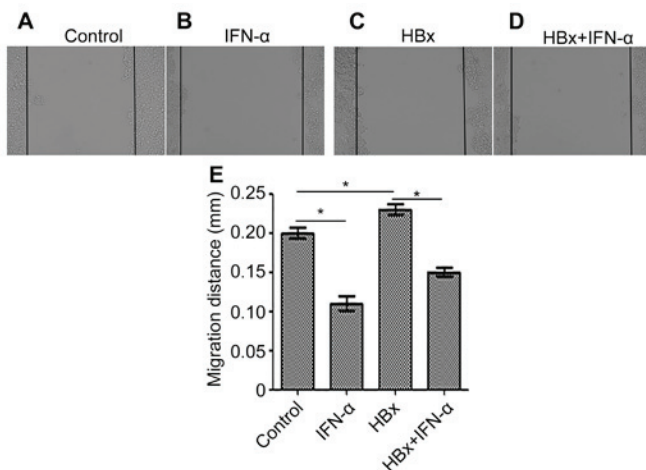 A
Control
B
IFN-α
C
HBx
D
HBx+IFN-α
E
Migration distance (mm)
0.25
0.20
0.15
0.10
0.05
0
*
*
*
Control
IFN-α
HBx
HBx+IFN-α